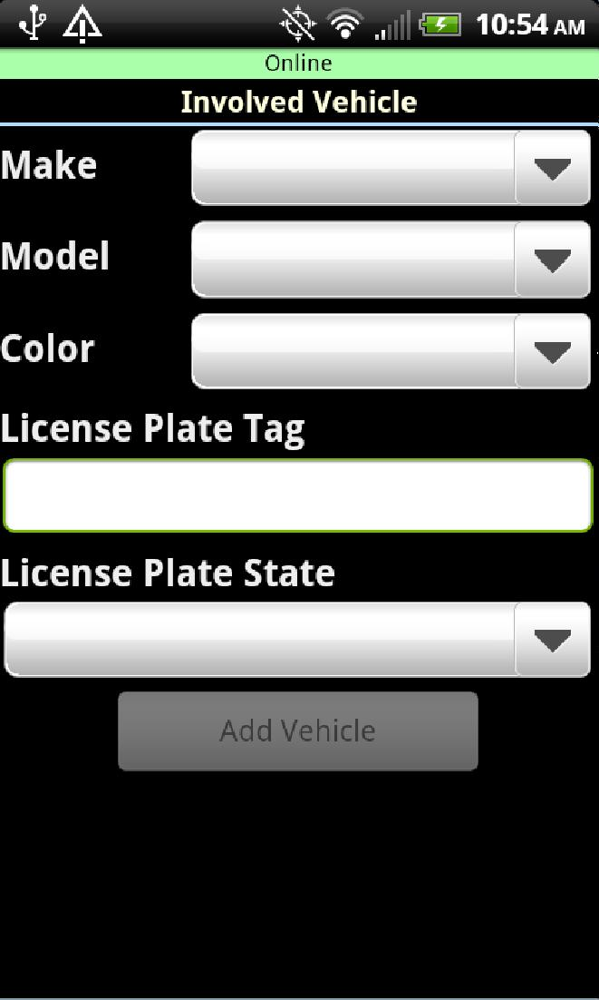 10:54 AM
Online
Involved Vehicle
Make
Model
Color
License Plate Tag
License Plate State
Add Vehicle